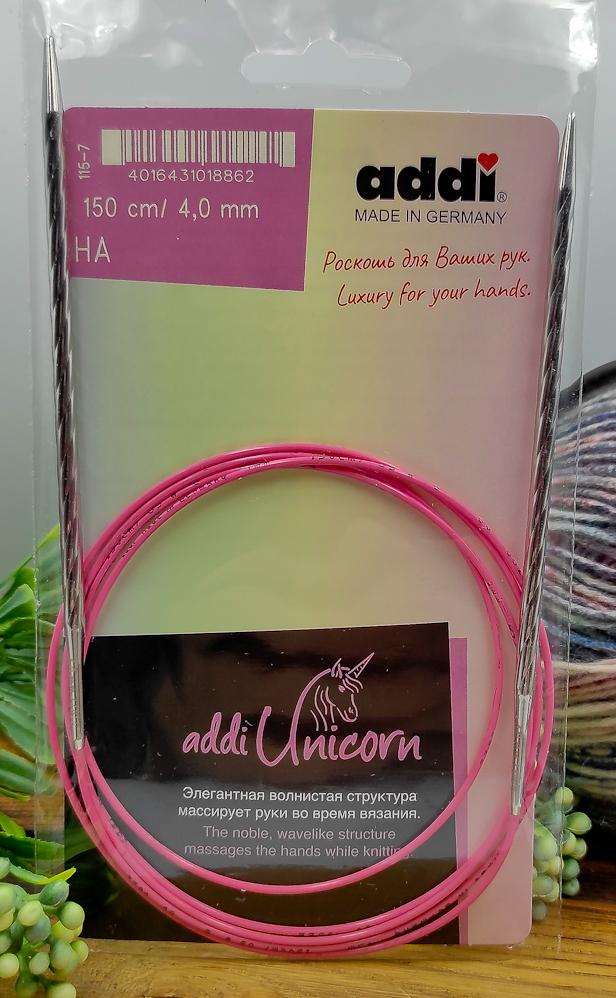 115-7
4016431018862
150 cm/ 4,0 mm
HA
addi®
MADE IN GERMANY
Роскошь для Ваших рук.
Luxury for your hands.
addi Unicorn
Элегантная волнистая структура
массирует руки во время вязания.
The noble, wavelike structure
massages the hands while knitting.